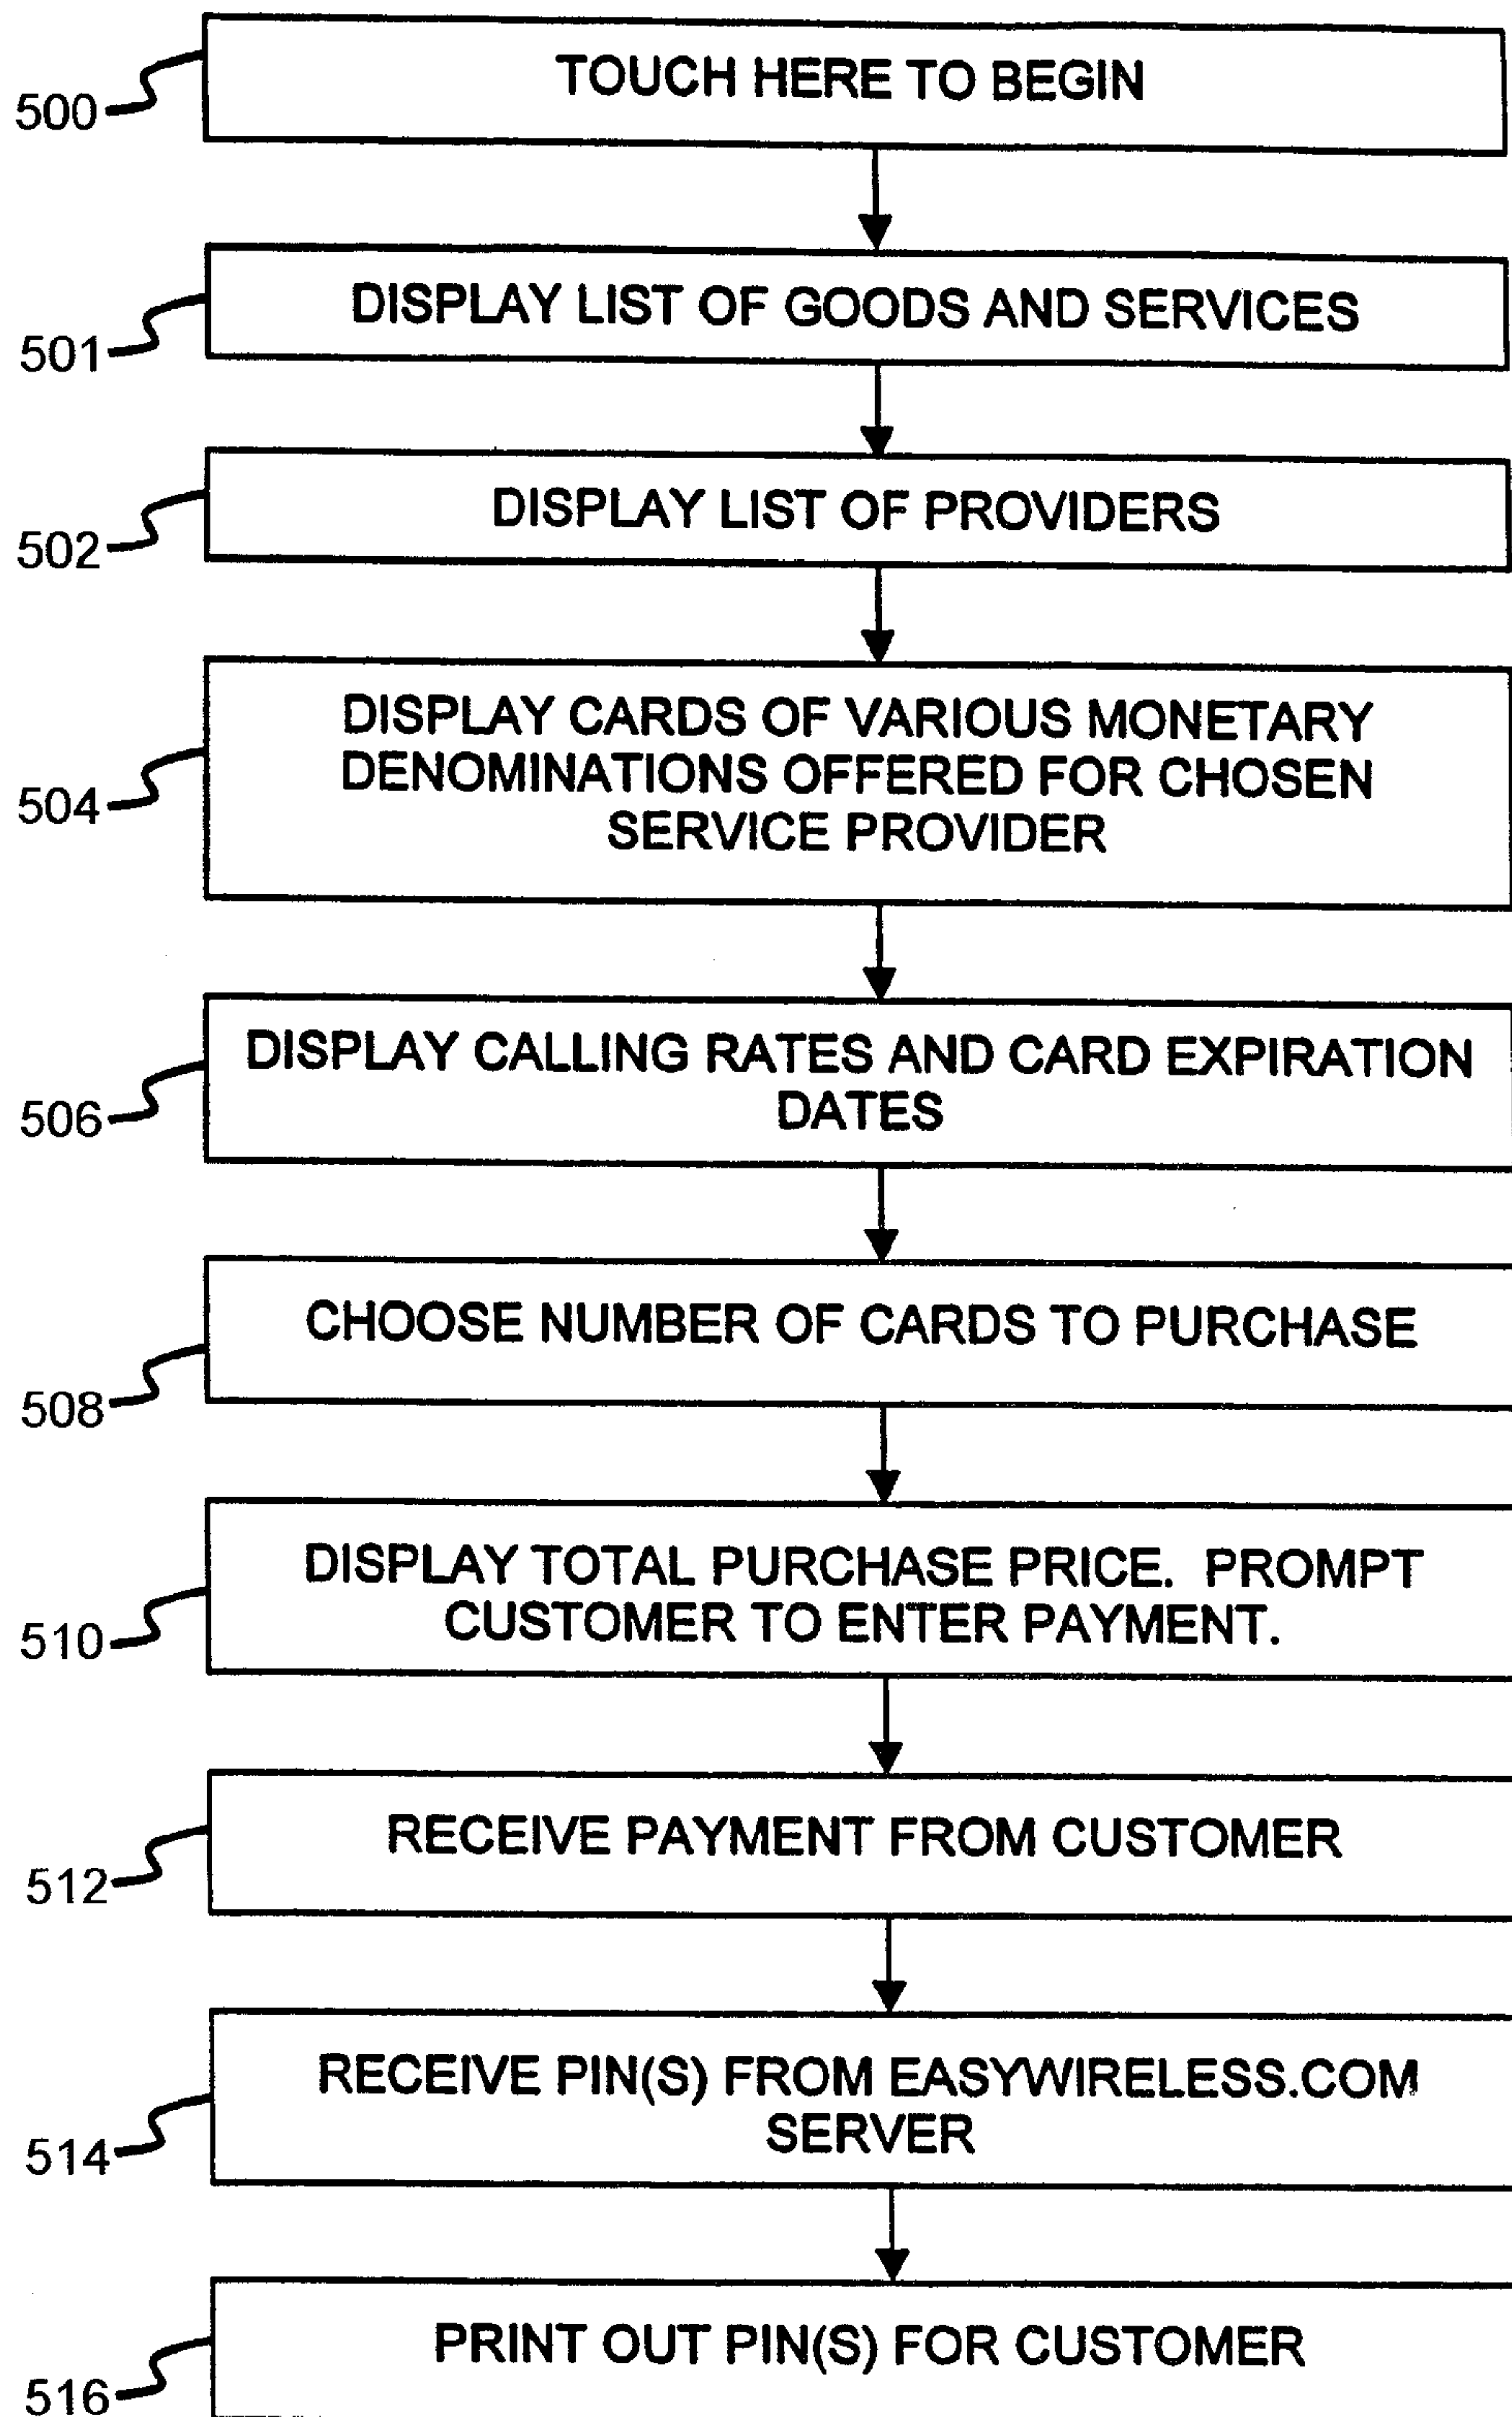 500
TOUCH HERE TO BEGIN
501
DISPLAY LIST OF GOODS AND SERVICES
502
DISPLAY LIST OF PROVIDERS
504
DISPLAY CARDS OF VARIOUS MONETARY
DENOMINATIONS OFFERED FOR CHOSEN
SERVICE PROVIDER
506
DISPLAY CALLING RATES AND CARD EXPIRATION
DATES
508
CHOOSE NUMBER OF CARDS TO PURCHASE
510
DISPLAY TOTAL PURCHASE PRICE. PROMPT
CUSTOMER TO ENTER PAYMENT.
512
RECEIVE PAYMENT FROM CUSTOMER
514
RECEIVE PIN(S) FROM EASYWIRELESS.COM
SERVER
516
PRINT OUT PIN(S) FOR CUSTOMER